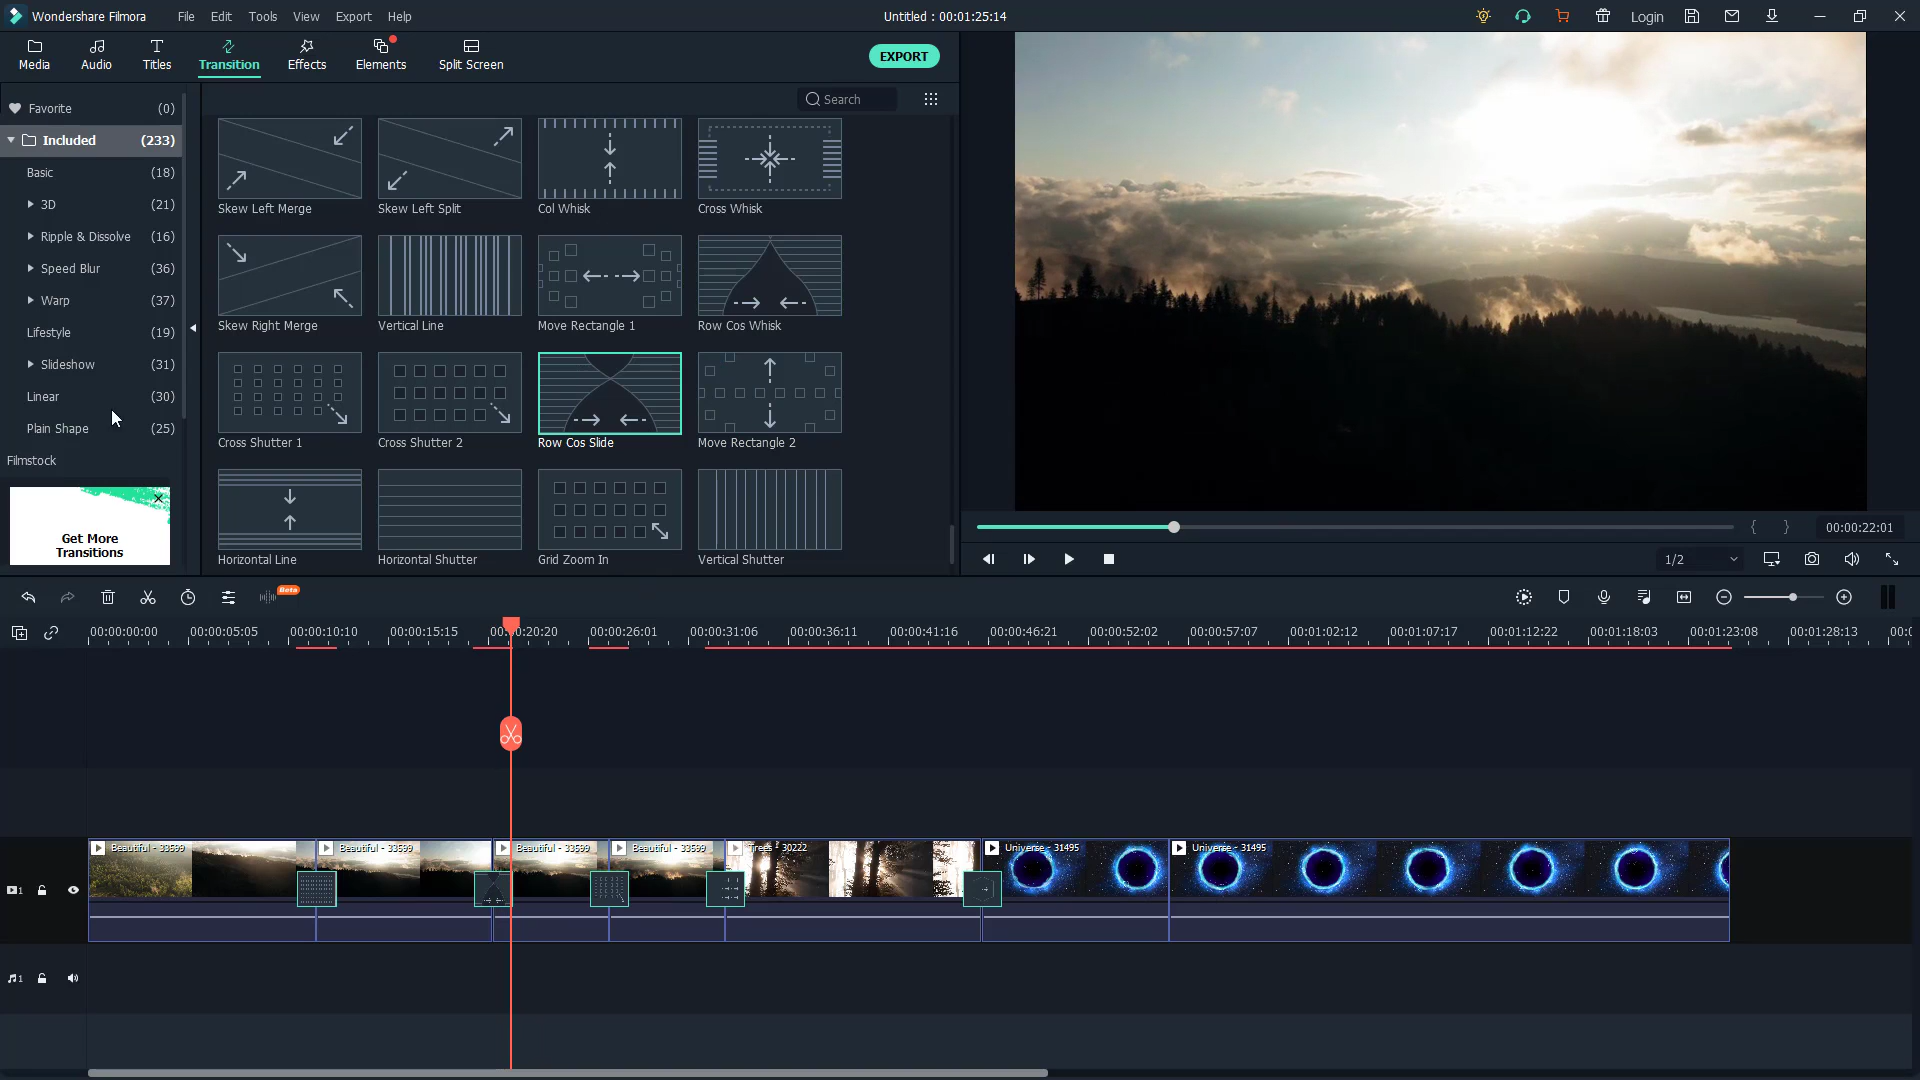 Wondershare Filmora File Edit Tools View Export Help Untitled : 00:01:25:14 Login
Media Audio Titles Transition Effects Elements Split Screen EXPORT
Search
Favorite (0)
Included (233)
Basic (18)
3D (21)
Ripple & Dissolve (16)
Speed Blur (36)
Warp (37)
Lifestyle (19)
Slideshow (31)
Linear (30)
Plain Shape (25)
Filmstock
Get More
Transitions
Skew Left Merge Skew Left Split Col Whisk Cross Whisk
Skew Right Merge Vertical Line Move Rectangle 1 Row Cos Whisk
Cross Shutter 1 Cross Shutter 2 Row Cos Slide Move Rectangle 2
Horizontal Line Horizontal Shutter Grid Zoom In Vertical Shutter
00:00:22:01
1/2
Beta
00:00:00:00 00:00:05:05 00:00:10:10 00:00:15:15 00:00:20:20 00:00:26:01 00:00:31:06 00:00:36:11 00:00:41:16 00:00:46:21 00:00:52:02 00:00:57:07 00:01:02:12 00:01:07:17 00:01:12:22 00:01:18:03 00:01:23:08 00:01:28:13
Beautiful - 33599 Beautiful - 33599 Beautiful - 33599 Beautiful - 33599 Trees - 30222 Universe - 31495 Universe - 31495
1
1